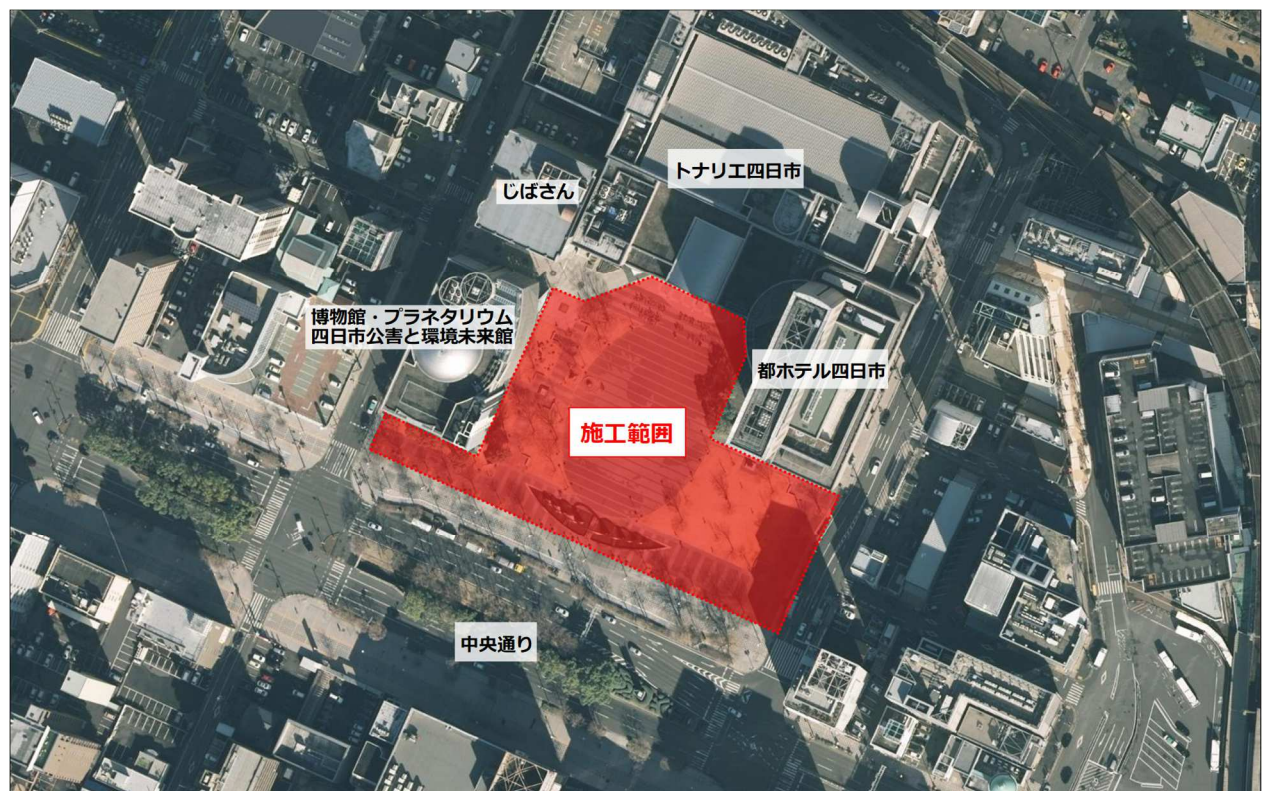 トナリエ四日市
じばさん
博物館・プラネタリウム
四日市公害と環境未来館
都ホテル四日市
施工範囲
中央通り